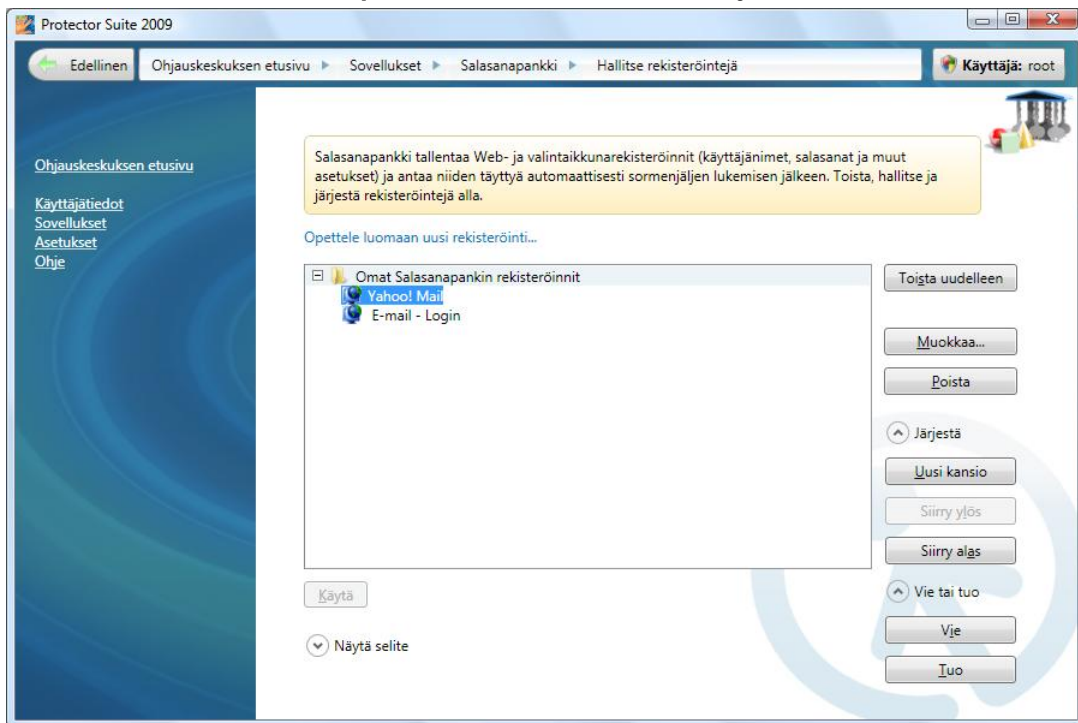 Protector Suite 2009
Edellinen
Ohjauskeskuksen etusivu
Sovellukset
Salasanapankki
Hallitse rekisteröintejä
Käyttäjä: root
Ohjauskeskuksen etusivu
Käyttäjätiedot
Sovellukset
Asetukset
Ohje
Salasanapankki tallentaa Web- ja valintaikkunarekisteröinnit (käyttäjänimet, salasanat ja muut
asetukset) ja antaa niiden täyttyä automaattisesti sormenjäljen lukemisen jälkeen. Toista, hallitse ja
järjestä rekisteröintejä alla.
Opettele luomaan uusi rekisteröinti...
Omat Salasanapankin rekisteröinnit
Yahoo! Mail
E-mail - Login
Toista uudelleen
Muokkaa...
Poista
Järjestä
Uusi kansio
Siirry ylös
Siirry alas
Käytä
Vie tai tuo
Vie
Näytä selite
Tuo